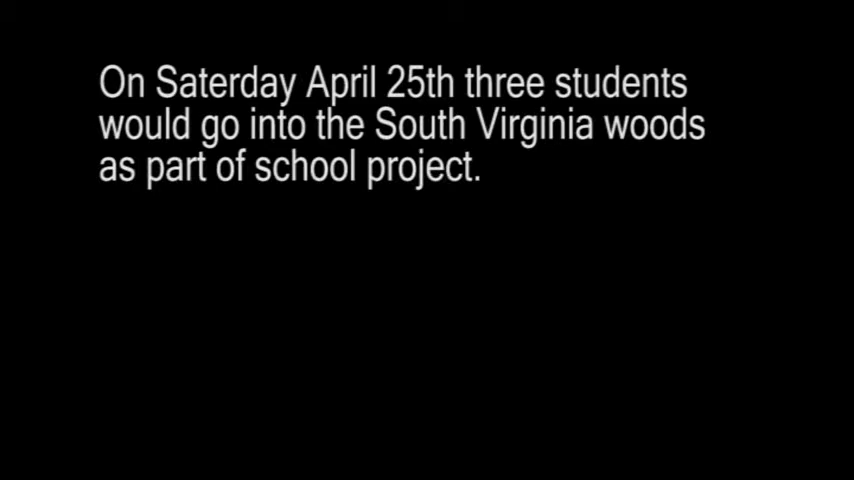 On Saterday April 25th three students
would go into the South Virginia woods
as part of school project.